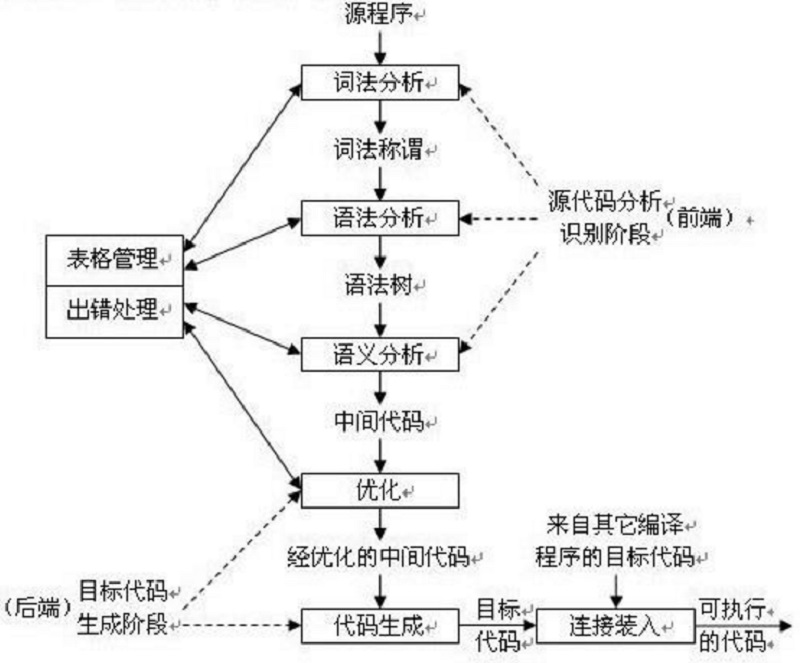 源程序
词法分析
词法称谓
源代码分析
识别阶段
(前端)
语法分析
表格管理
语法树
出错处理
语义分析
中间代码
优化
来自其它编译
程序的目标代码
经优化的中间代码
(后端)
目标代码
生成阶段
代码生成
目标
代码
连接装入
可执行
的代码